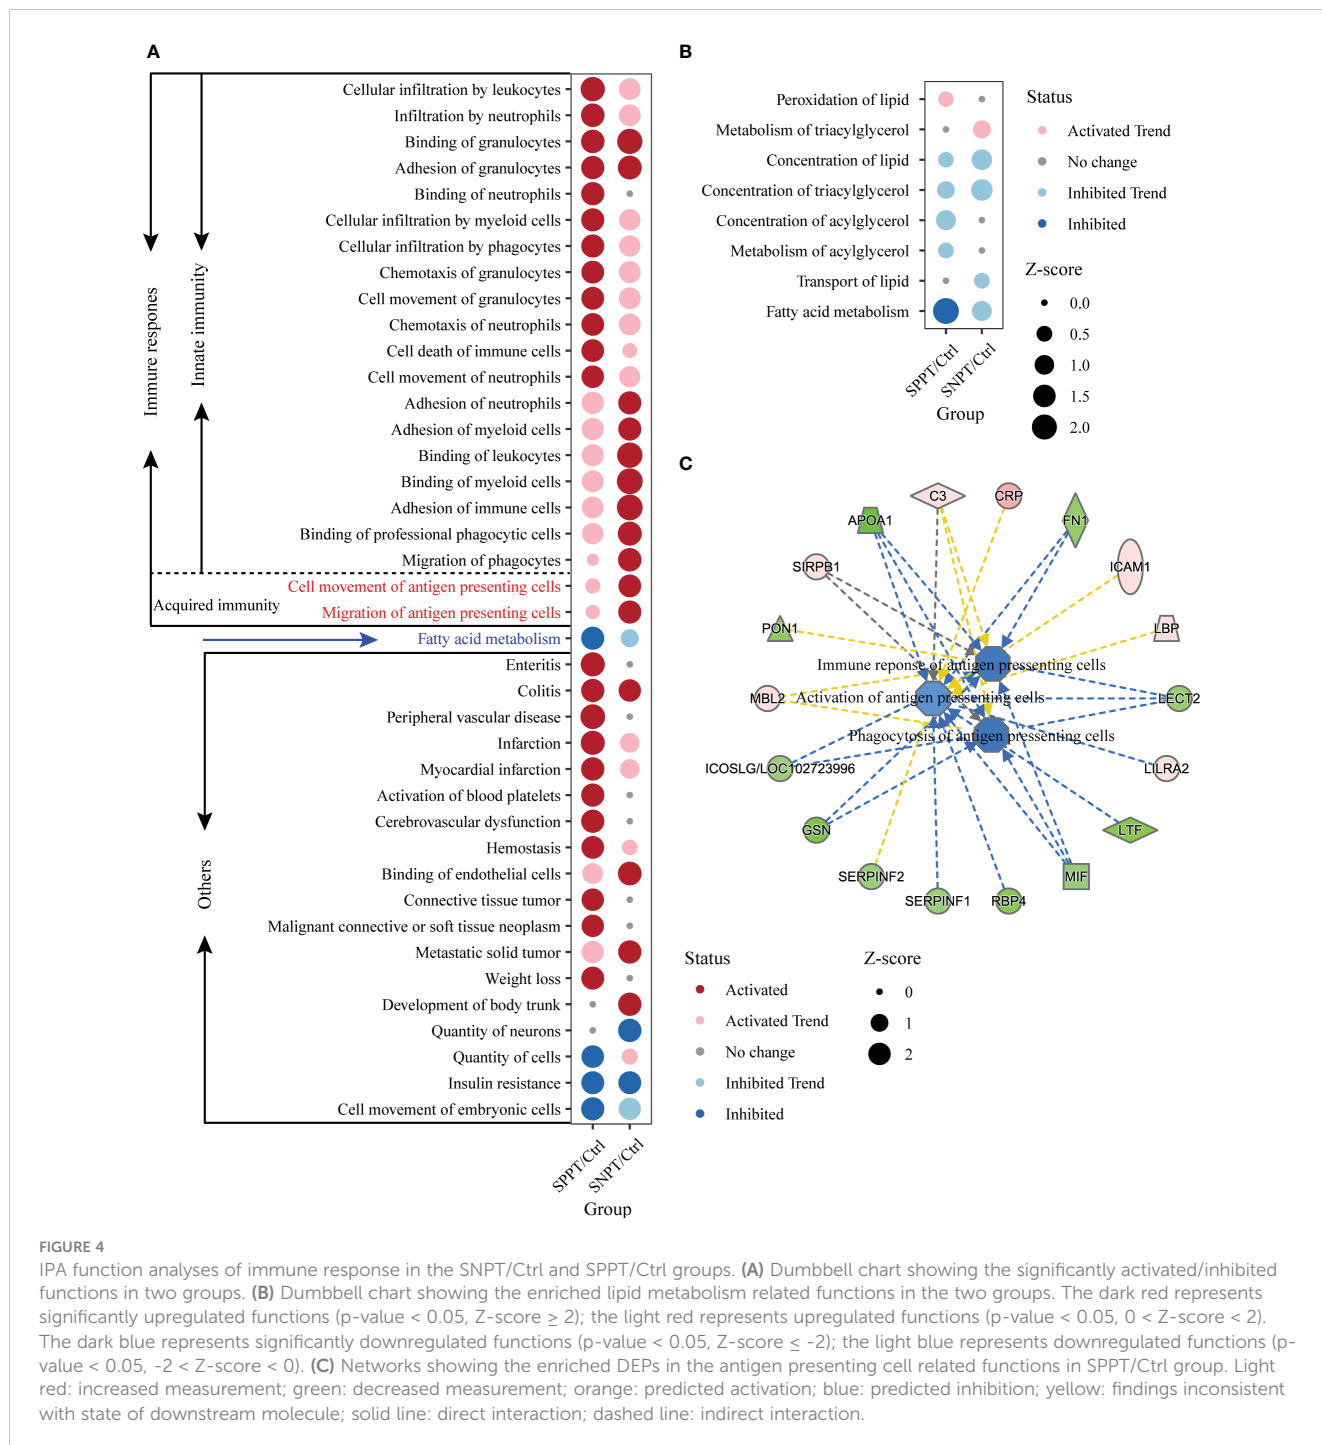 A
Cellular infiltration by leukocytes
Infiltration by neutrophils
Binding of granulocytes
Adhesion of granulocytes
Binding of neutrophils
Cellular infiltration by myeloid cells
Cellular infiltration by phagocytes
Chemotaxis of granulocytes
Cell movement of granulocytes
Chemotaxis of neutrophils
Cell death of immune cells
Cell movement of neutrophils
Adhesion of neutrophils
Adhesion of myeloid cells
Binding of leukocytes
Binding of myeloid cells
Adhesion of immune cells
Binding of professional phagocytic cells
Migration of phagocytes
Cell movement of antigen presenting cells
Migration of antigen presenting cells
Fatty acid metabolism
Enteritis
Colitis
Peripheral vascular disease
Infarction
Myocardial infarction
Activation of blood platelets
Cerebrovascular dysfunction
Hemostasis
Binding of endothelial cells
Connective tissue tumor
Malignant connective or soft tissue neoplasm
Metastatic solid tumor
Weight loss
Development of body trunk
Quantity of neurons
Quantity of cells
Insulin resistance
Cell movement of embryonic cells
Immune respones
Innate immunity
Acquired immunity
Others
SPPT/Ctrl
SNPT/Ctrl
Group
B
Peroxidation of lipid
Metabolism of triacylglycerol
Concentration of lipid
Concentration of triacylglycerol
Concentration of acylglycerol
Metabolism of acylglycerol
Transport of lipid
Fatty acid metabolism
SPPT/Ctrl
SNPT/Ctrl
Group
Status
Activated Trend
No change
Inhibited Trend
Inhibited
Z-score
0.0
0.5
1.0
1.5
2.0
C
C3
CRP
APOA1
FN1
SIRPB1
ICAM1
PON1
LBP
Immune reponse of antigen pressenting cells
MBL2
Activation of antigen pressenting cells
LECT2
Phagocytosis of antigen pressenting cells
ICOSLG/LOC102723996
LILRA2
GSN
LTF
SERPINF2
MIF
SERPINF1
RBP4
Status
Activated
Activated Trend
No change
Inhibited Trend
Inhibited
Z-score
0
1
2
FIGURE 4
IPA function analyses of immune response in the SNPT/Ctrl and SPPT/Ctrl groups. (A) Dumbbell chart showing the significantly activated/inhibited
functions in two groups. (B) Dumbbell chart showing the enriched lipid metabolism related functions in the two groups. The dark red represents
significantly upregulated functions (p-value < 0.05, Z-score ≥ 2); the light red represents upregulated functions (p-value < 0.05, 0 < Z-score < 2).
The dark blue represents significantly downregulated functions (p-value < 0.05, Z-score ≤ -2); the light blue represents downregulated functions (p-
value < 0.05, -2 < Z-score < 0). (C) Networks showing the enriched DEPs in the antigen presenting cell related functions in SPPT/Ctrl group. Light
red: increased measurement; green: decreased measurement; orange: predicted activation; blue: predicted inhibition; yellow: findings inconsistent
with state of downstream molecule; solid line: direct interaction; dashed line: indirect interaction.